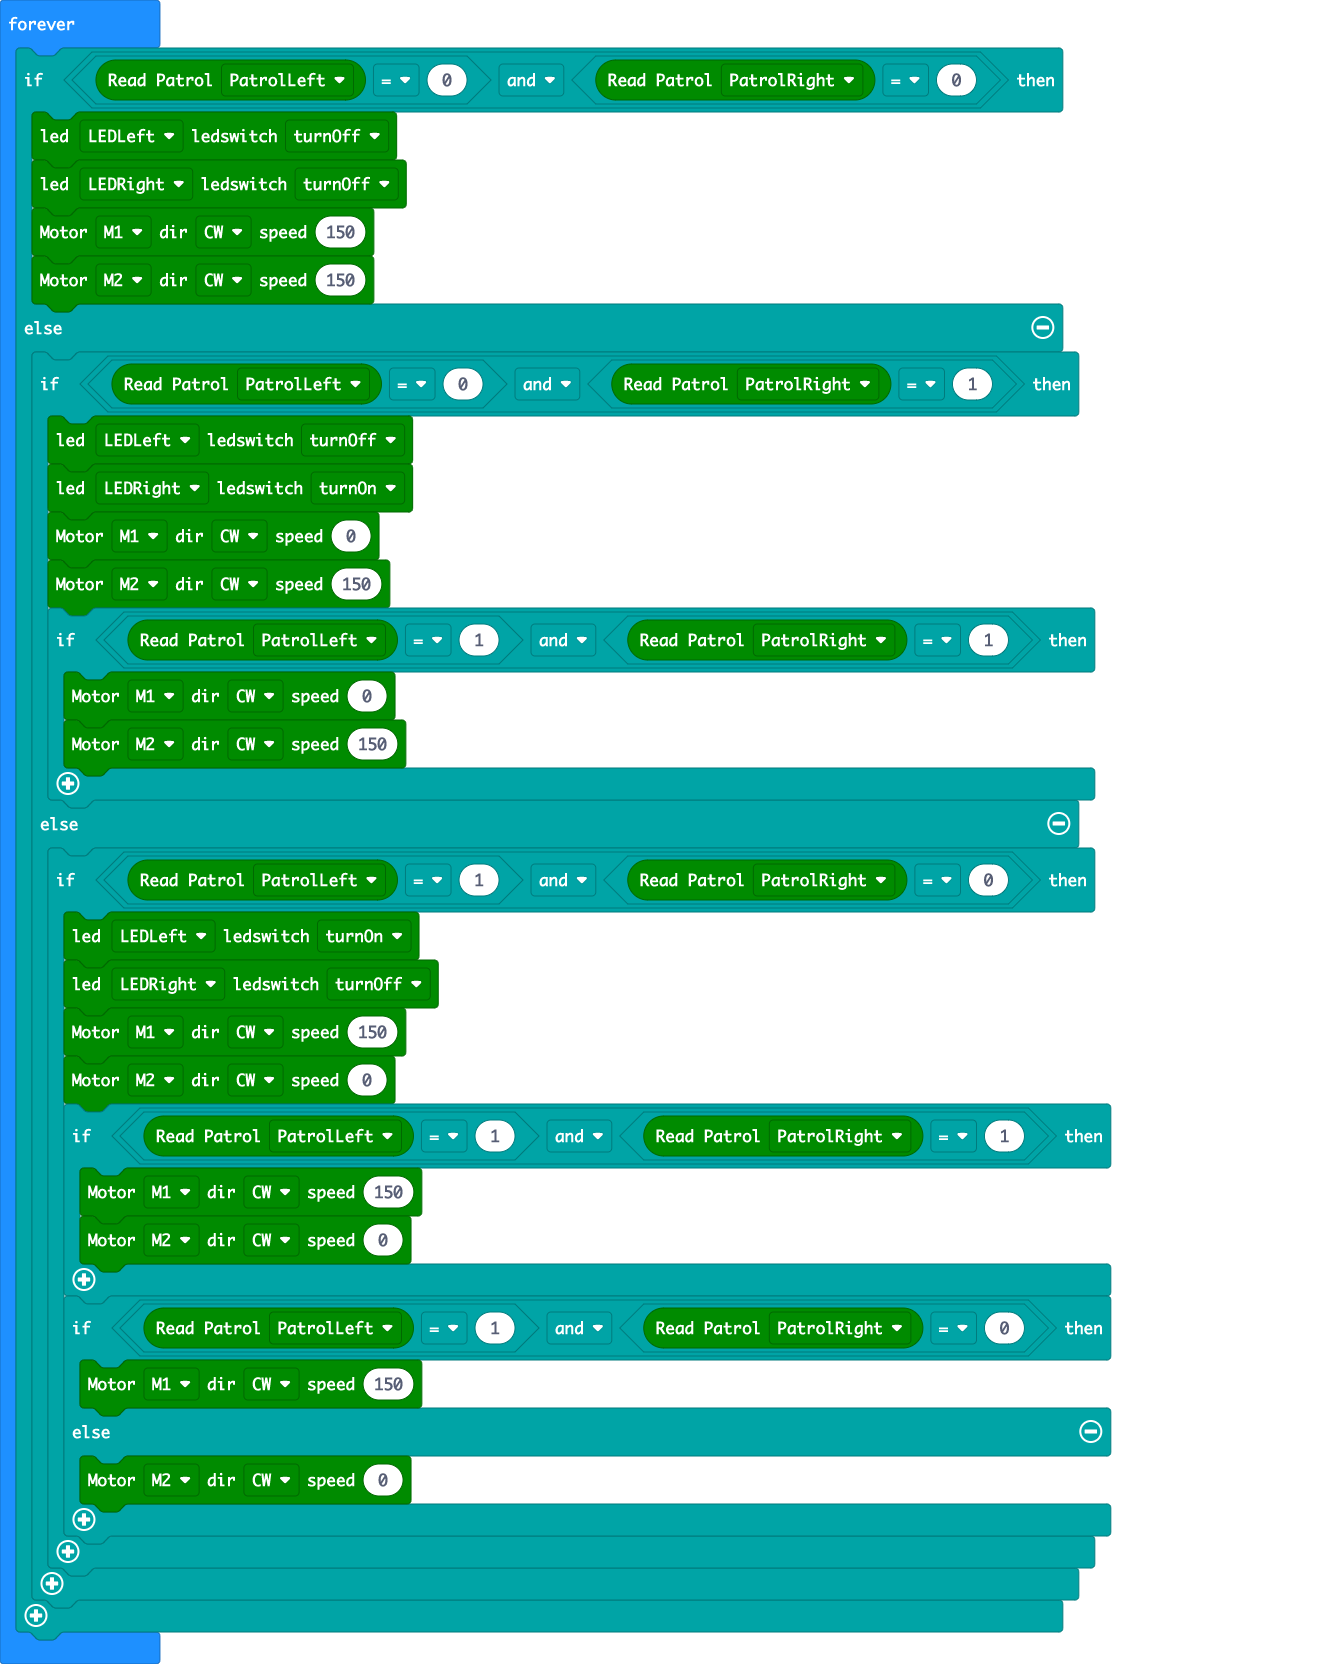 forever
if Read Patrol PatrolLeft = 0 and Read Patrol PatrolRight = 0 then
led LEDLeft ledswitch turnOff
led LEDRight ledswitch turnOff
Motor M1 dir CW speed 150
Motor M2 dir CW speed 150
else
if Read Patrol PatrolLeft = 0 and Read Patrol PatrolRight = 1 then
led LEDLeft ledswitch turnOff
led LEDRight ledswitch turnOn
Motor M1 dir CW speed 0
Motor M2 dir CW speed 150
if Read Patrol PatrolLeft = 1 and Read Patrol PatrolRight = 1 then
Motor M1 dir CW speed 0
Motor M2 dir CW speed 150
else
if Read Patrol PatrolLeft = 1 and Read Patrol PatrolRight = 0 then
led LEDLeft ledswitch turnOn
led LEDRight ledswitch turnOff
Motor M1 dir CW speed 150
Motor M2 dir CW speed 0
if Read Patrol PatrolLeft = 1 and Read Patrol PatrolRight = 1 then
Motor M1 dir CW speed 150
Motor M2 dir CW speed 0
if Read Patrol PatrolLeft = 1 and Read Patrol PatrolRight = 0 then
Motor M1 dir CW speed 150
else
Motor M2 dir CW speed 0